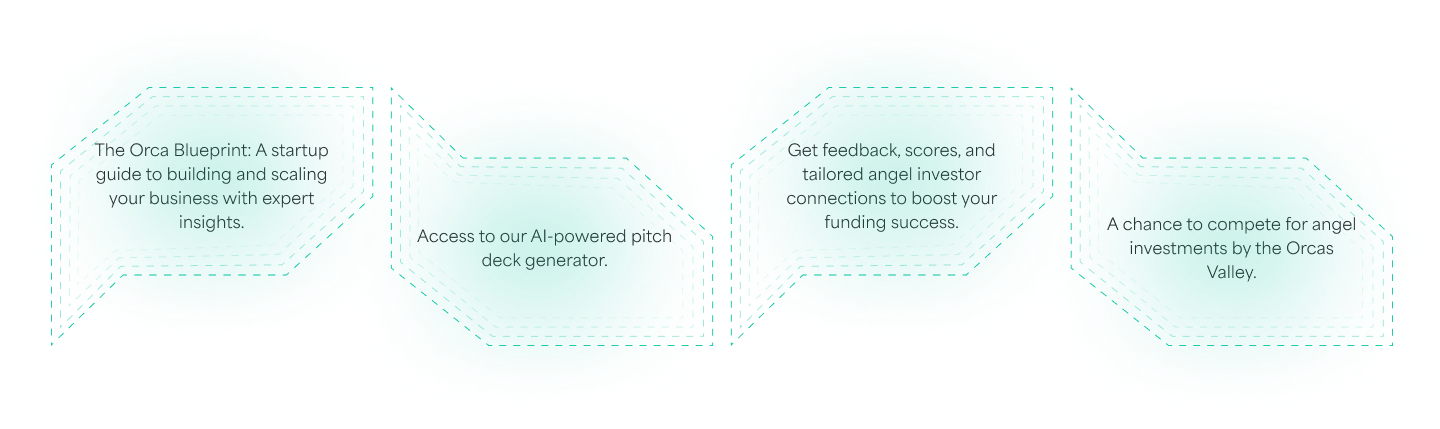 The Orca Blueprint: A startup
guide to building and scaling
your business with expert
insights.
Access to our AI-powered pitch
deck generator.
Get feedback, scores, and
tailored angel investor
connections to boost your
funding success.
A chance to compete for angel
investments by the Orcas
Valley.